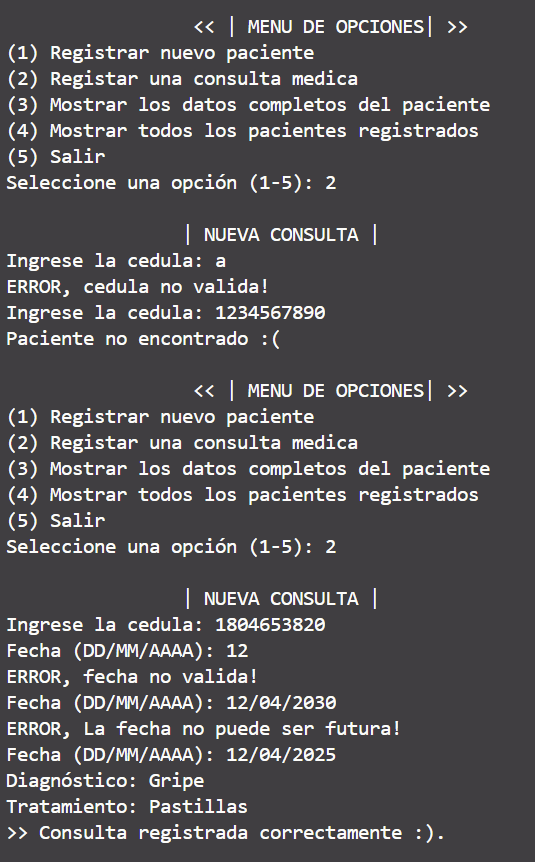 << | MENU DE OPCIONES| >>
(1) Registrar nuevo paciente
(2) Registar una consulta medica
(3) Mostrar los datos completos del paciente
(4) Mostrar todos los pacientes registrados
(5) Salir
Seleccione una opción (1-5): 2
| NUEVA CONSULTA |
Ingrese la cedula: a
ERROR, cedula no valida!
Ingrese la cedula: 1234567890
Paciente no encontrado :(
<< | MENU DE OPCIONES| >>
(1) Registrar nuevo paciente
(2) Registar una consulta medica
(3) Mostrar los datos completos del paciente
(4) Mostrar todos los pacientes registrados
(5) Salir
Seleccione una opción (1-5): 2
| NUEVA CONSULTA |
Ingrese la cedula: 1804653820
Fecha (DD/MM/AAAA): 12
ERROR, fecha no valida!
Fecha (DD/MM/AAAA): 12/04/2030
ERROR, La fecha no puede ser futura!
Fecha (DD/MM/AAAA): 12/04/2025
Diagnóstico: Gripe
Tratamiento: Pastillas
>> Consulta registrada correctamente :).